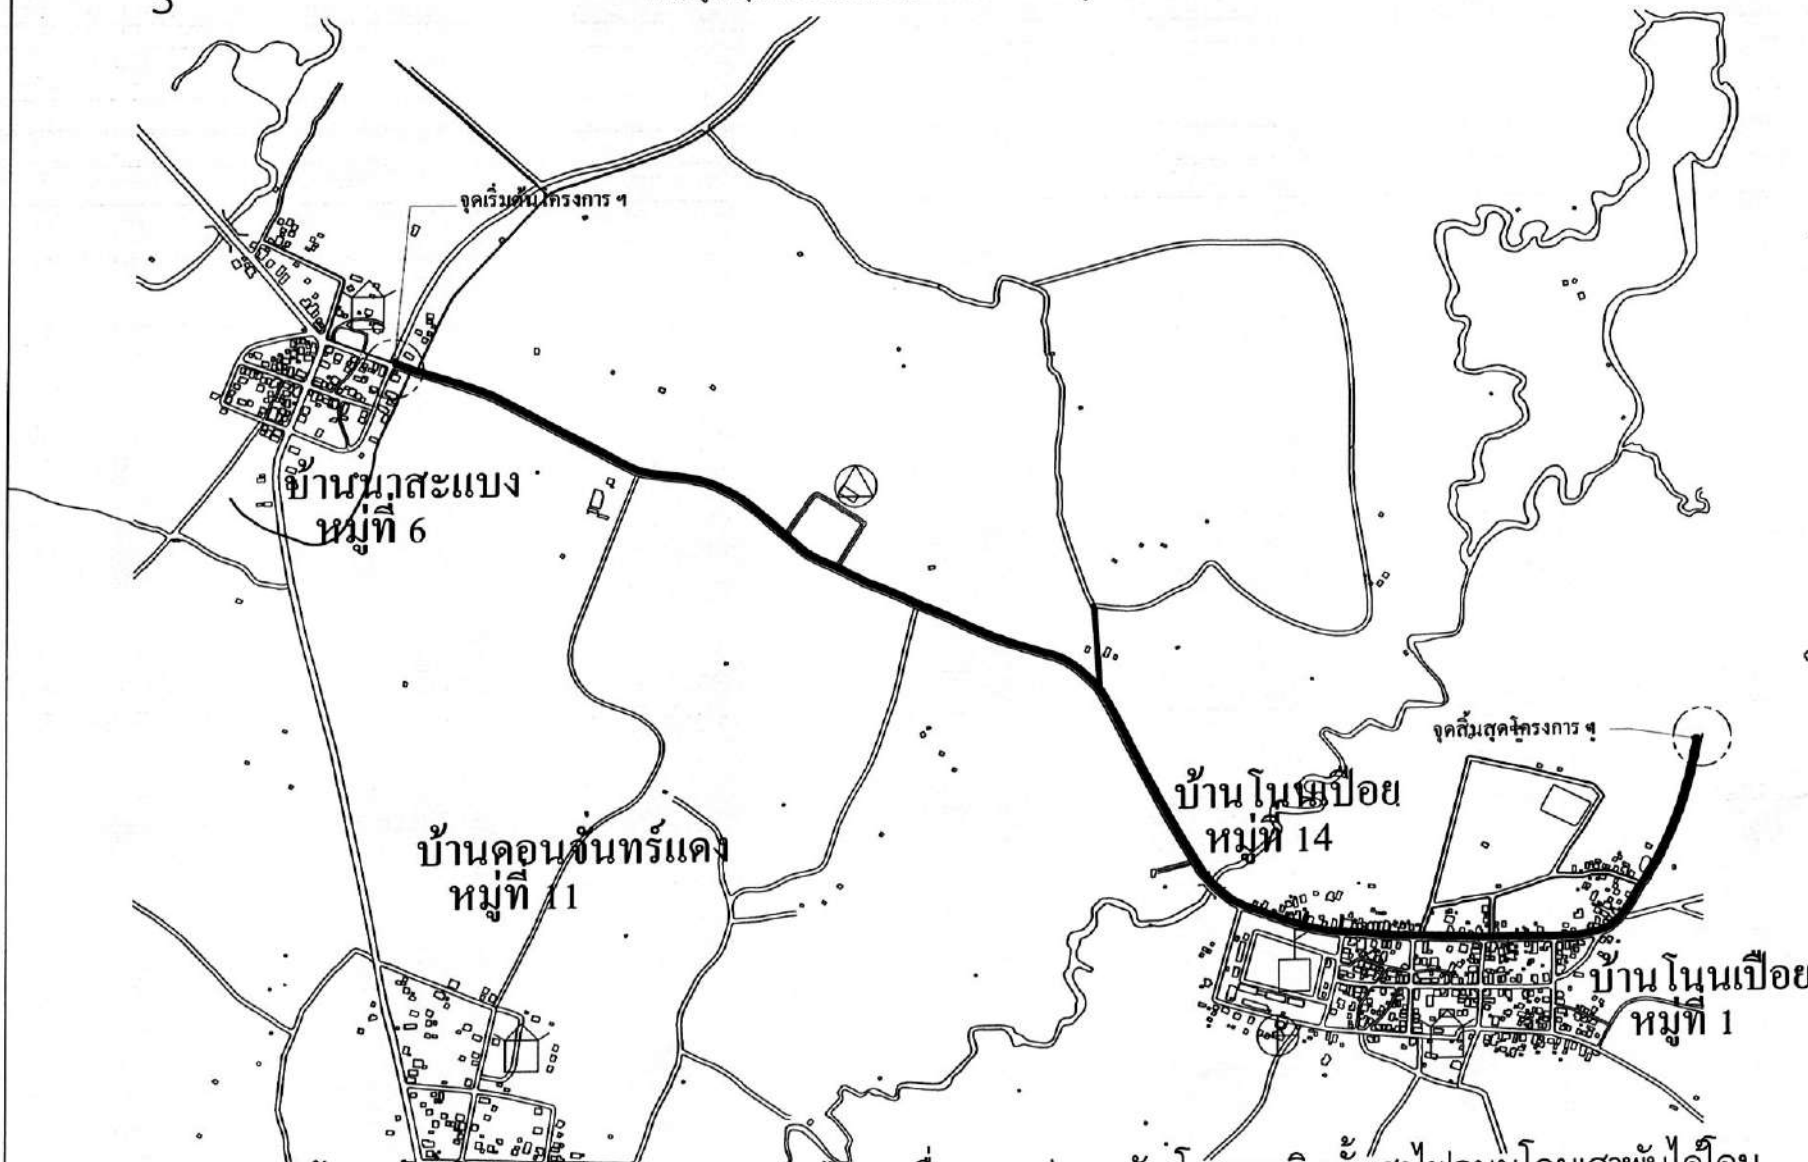 จุดเริ่มต้นโครงการ ฯ
บ้านนาสะแบง
หมู่ที่ 6
จุดสิ้นสุดโครงการ ฯ
บ้านโนนเปือย
หมู่ที่ 14
บ้านดอนจันทร์แดง
หมู่ที่ 11
บ้านโนนเปือย
หมู่ที่ 1